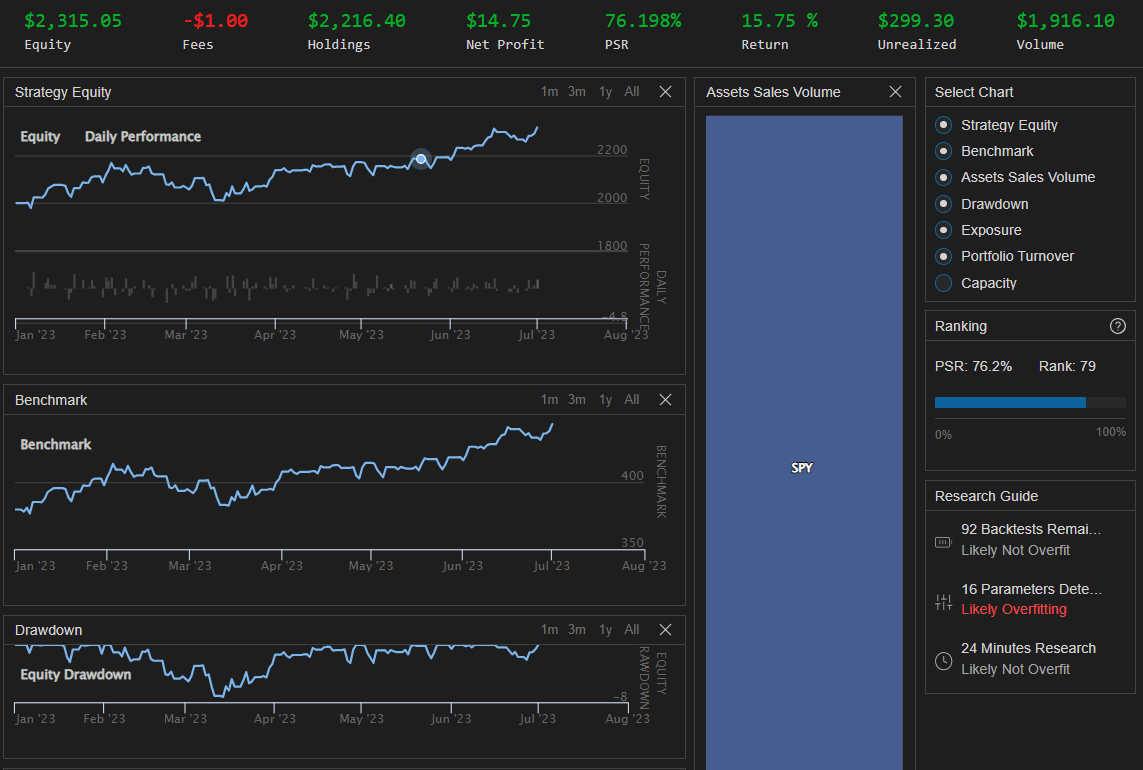 $2,315.05 -$1.00 $2,216.40 $14.75 76.198% 15.75 % $299.30 $1,916.10
Equity Fees Holdings Net Profit PSR Return Unrealized Volume
Strategy Equity 1m 3m 1y All
Equity Daily Performance
2200
2000
1800
EQUITY
DAILY
PERFORMANCE
-4.8
Jan '23 Feb '23 Mar '23 Apr '23 May '23 Jun '23 Jul '23 Aug '23
Benchmark 1m 3m 1y All
Benchmark
400
350
BENCHMARK
Jan '23 Feb '23 Mar '23 Apr '23 May '23 Jun '23 Jul '23 Aug '23
Drawdown 1m 3m 1y All
Equity Drawdown
EQUITY
RAWDOWN
-8
Jan '23 Feb '23 Mar '23 Apr '23 May '23 Jun '23 Jul '23 Aug '23
Assets Sales Volume
SPY
Select Chart
Strategy Equity
Benchmark
Assets Sales Volume
Drawdown
Exposure
Portfolio Turnover
Capacity
Ranking ?
PSR: 76.2% Rank: 79
0% 100%
Research Guide
92 Backtests Remai...
Likely Not Overfit
16 Parameters Dete...
Likely Overfitting
24 Minutes Research
Likely Not Overfit